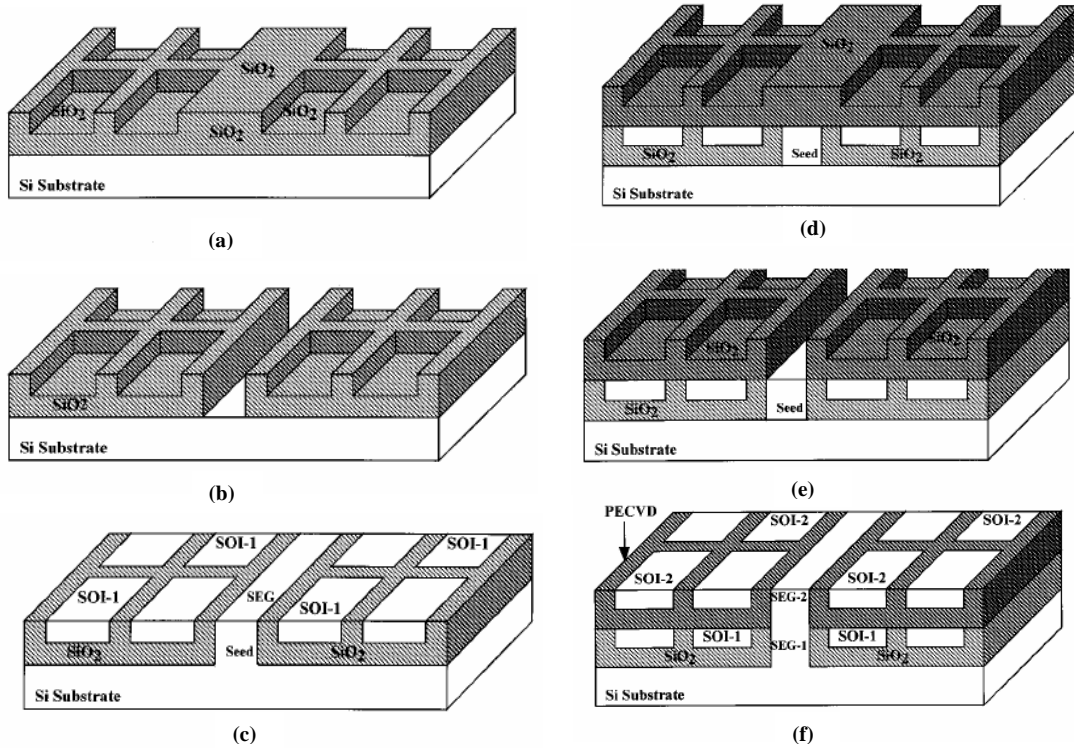 SiO2
SiO2 SiO2
SiO2
Si Substrate
(a)
SiO2
Si Substrate
(b)
SOI-1 SOI-1
SOI-1 SEG SOI-1
SiO2 Seed SiO2
Si Substrate
(c)
SiO2
SiO2 Seed SiO2
Si Substrate
(d)
SiO2 SiO2
SiO2 Seed
Si Substrate
(e)
PECVD
SOI-2 SOI-2
SOI-2 SEG-2 SOI-2
SOI-1 SEG-1 SOI-1
SiO2 SiO2
Si Substrate
(f)